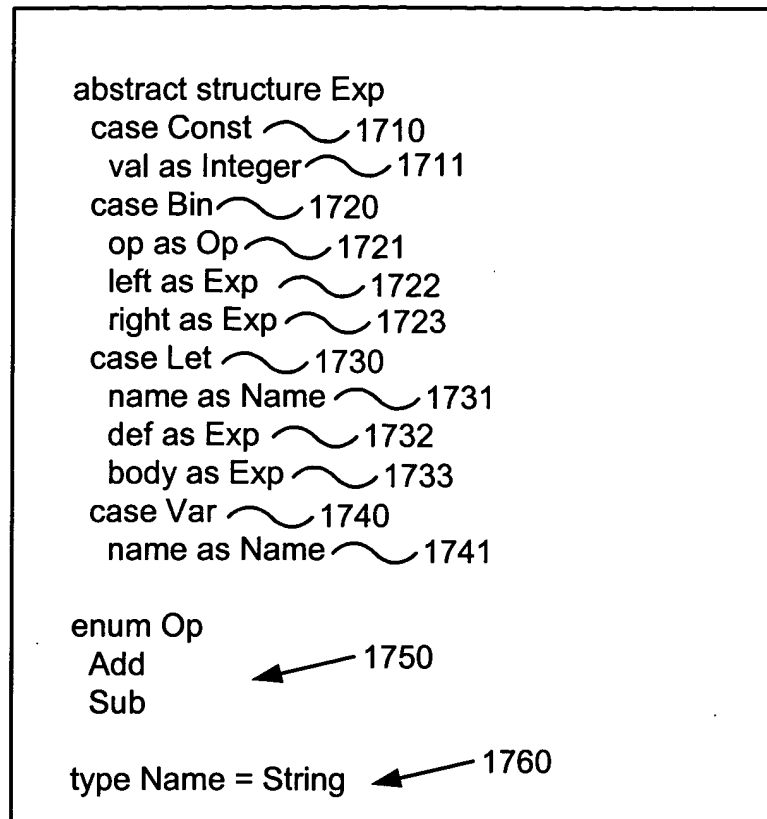 abstract structure Exp
case Const 1710
val as Integer 1711
case Bin 1720
op as Op 1721
left as Exp 1722
right as Exp 1723
case Let 1730
name as Name 1731
def as Exp 1732
body as Exp 1733
case Var 1740
name as Name 1741
enum Op
Add 1750
Sub
type Name = String 1760